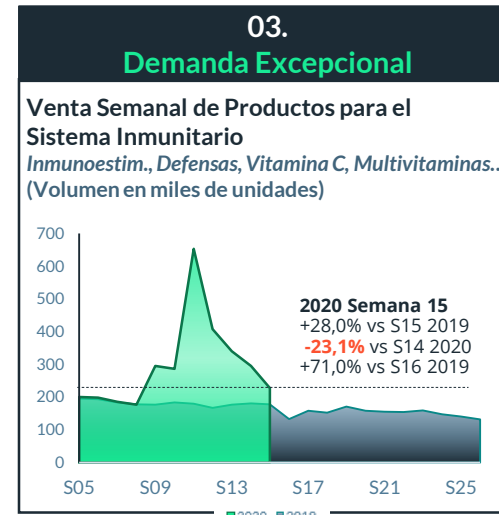 03.
Demanda Excepcional
Venta Semanal de Productos para el
Sistema Inmunitario
Inmunoestim., Defensas, Vitamina C, Multivitaminas..
(Volumen en miles de unidades)
700
600
500
400
300
200
100
0
2020 Semana 15
+28,0% vs S15 2019
-23,1% vs S14 2020
+71,0% vs S16 2019
S05 S09 S13 S17 S21 S25
2020 2019